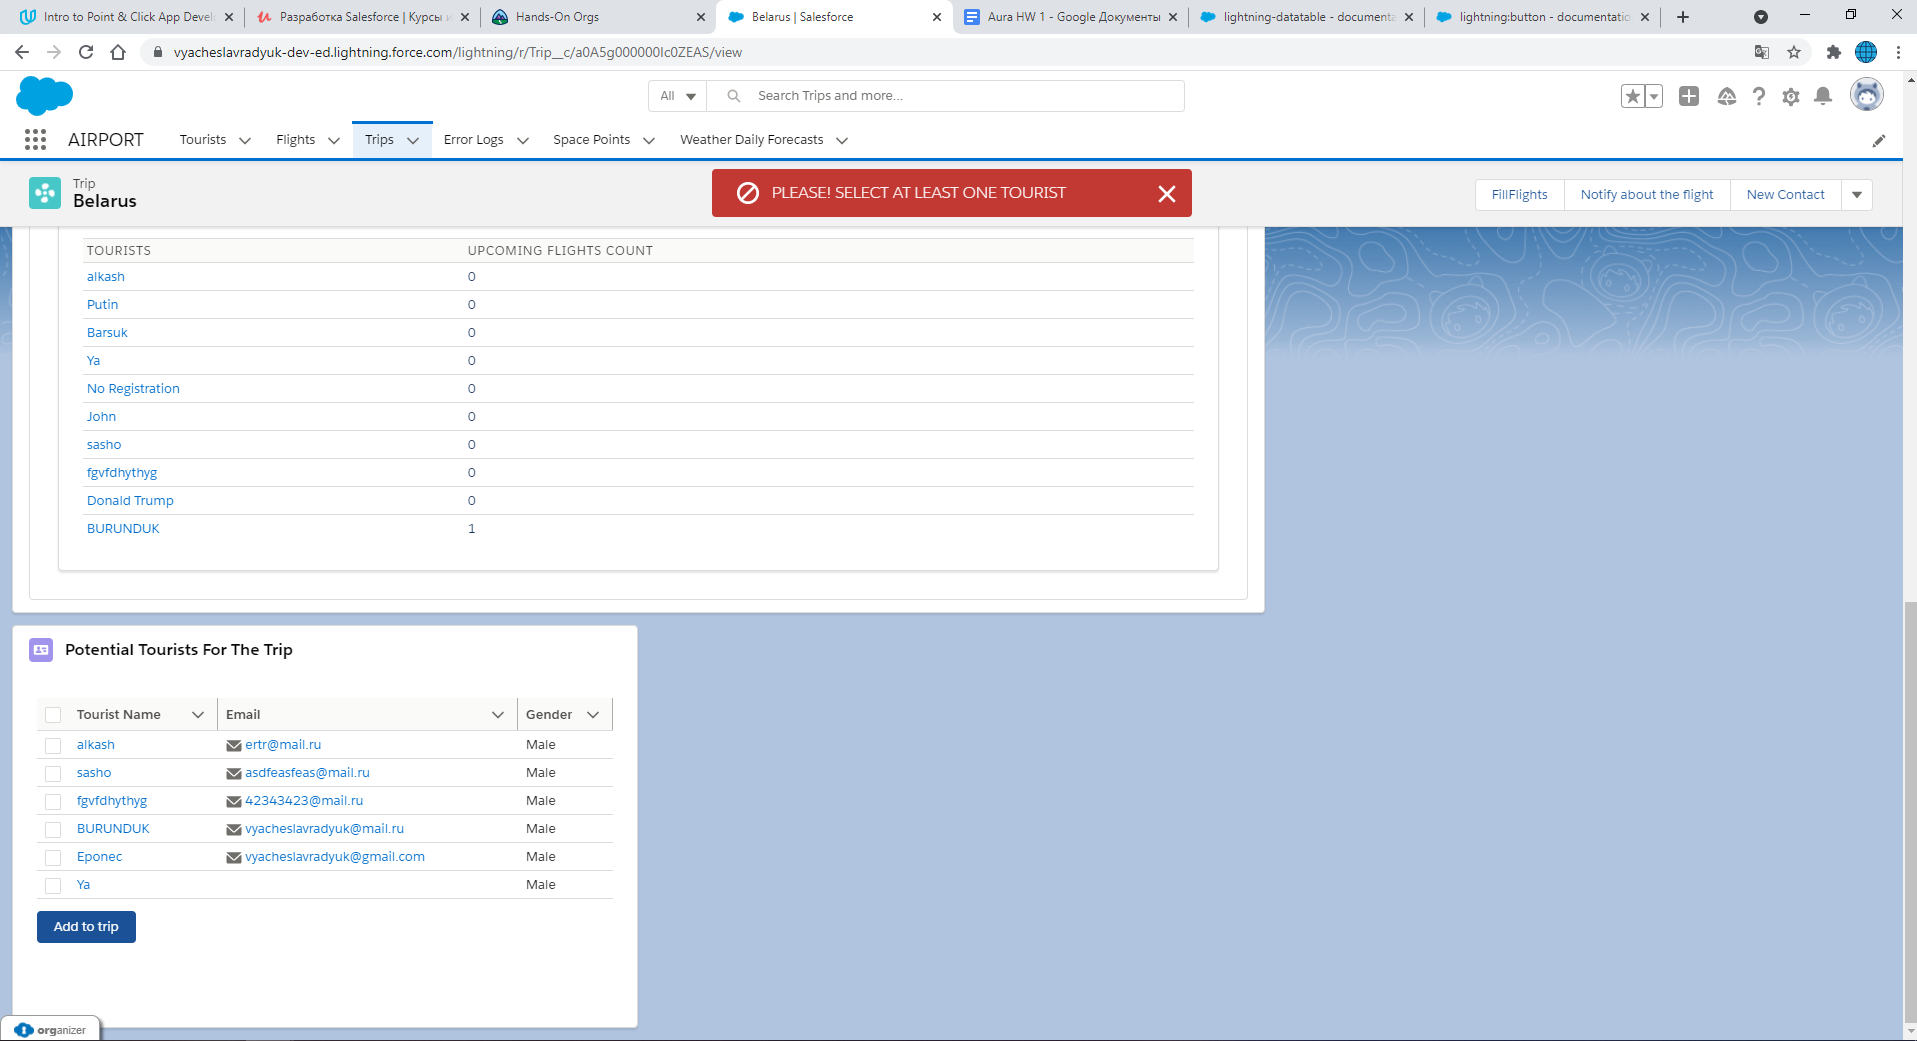 Intro to Point & Click App Devel
Разработка Salesforce | Курсы и
Hands-On Orgs
Belarus | Salesforce
Aura HW 1 - Google Документы
lightning-datatable - documenta
lightning:button - documentatio
vyacheslavradyuk-dev-ed.lightning.force.com/lightning/r/Trip__c/a0A5g000000Ic0ZEAS/view
All
Search Trips and more...
AIRPORT
Tourists
Flights
Trips
Error Logs
Space Points
Weather Daily Forecasts
Trip
Belarus
PLEASE! SELECT AT LEAST ONE TOURIST
FillFlights
Notify about the flight
New Contact
TOURISTS UPCOMING FLIGHTS COUNT
alkash 0
Putin 0
Barsuk 0
Ya 0
No Registration 0
John 0
sasho 0
fgvfdhythyg 0
Donald Trump 0
BURUNDUK 1
Potential Tourists For The Trip
Tourist Name Email Gender
alkash ertr@mail.ru Male
sasho asdfeasfeas@mail.ru Male
fgvfdhythyg 42343423@mail.ru Male
BURUNDUK vyacheslavradyuk@mail.ru Male
Eponec vyacheslavradyuk@gmail.com Male
Ya Male
Add to trip
organizer